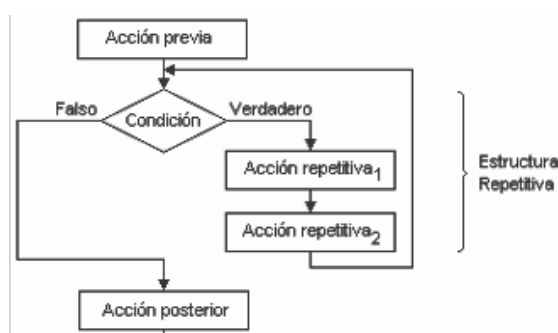 Acción previa
Falso
Verdadero
Condición
Acción repetitiva1
Acción repetitiva2
Estructura
Repetitiva
Acción posterior